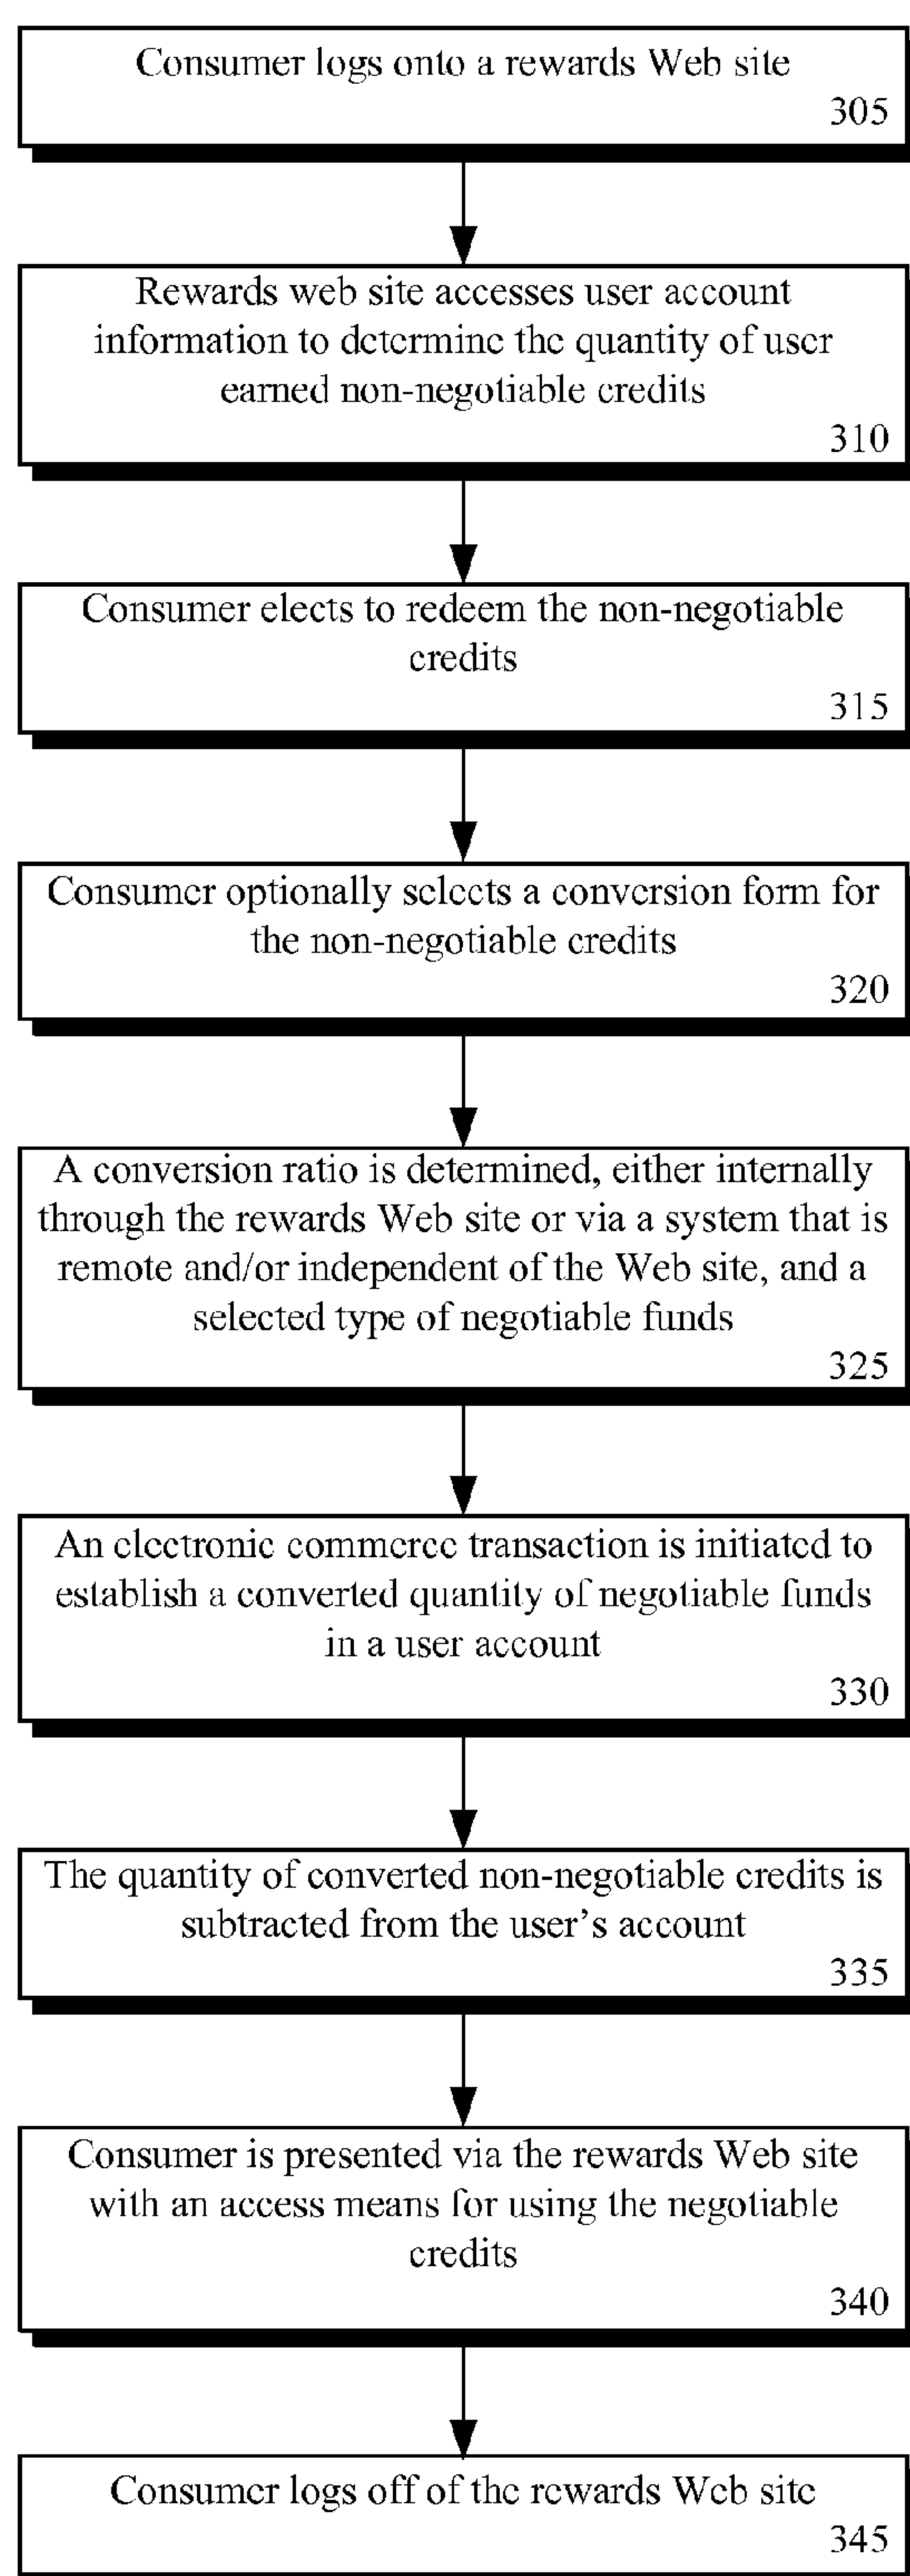 Consumer logs onto a rewards Web site
305
Rewards web site accesses user account
information to determine the quantity of user
earned non-negotiable credits
310
Consumer elects to redeem the non-negotiable
credits
315
Consumer optionally selects a conversion form for
the non-negotiable credits
320
A conversion ratio is determined, either internally
through the rewards Web site or via a system that is
remote and/or independent of the Web site, and a
selected type of negotiable funds
325
An electronic commerce transaction is initiated to
establish a converted quantity of negotiable funds
in a user account
330
The quantity of converted non-negotiable credits is
subtracted from the user’s account
335
Consumer is presented via the rewards Web site
with an access means for using the negotiable
credits
340
Consumer logs off of the rewards Web site
345